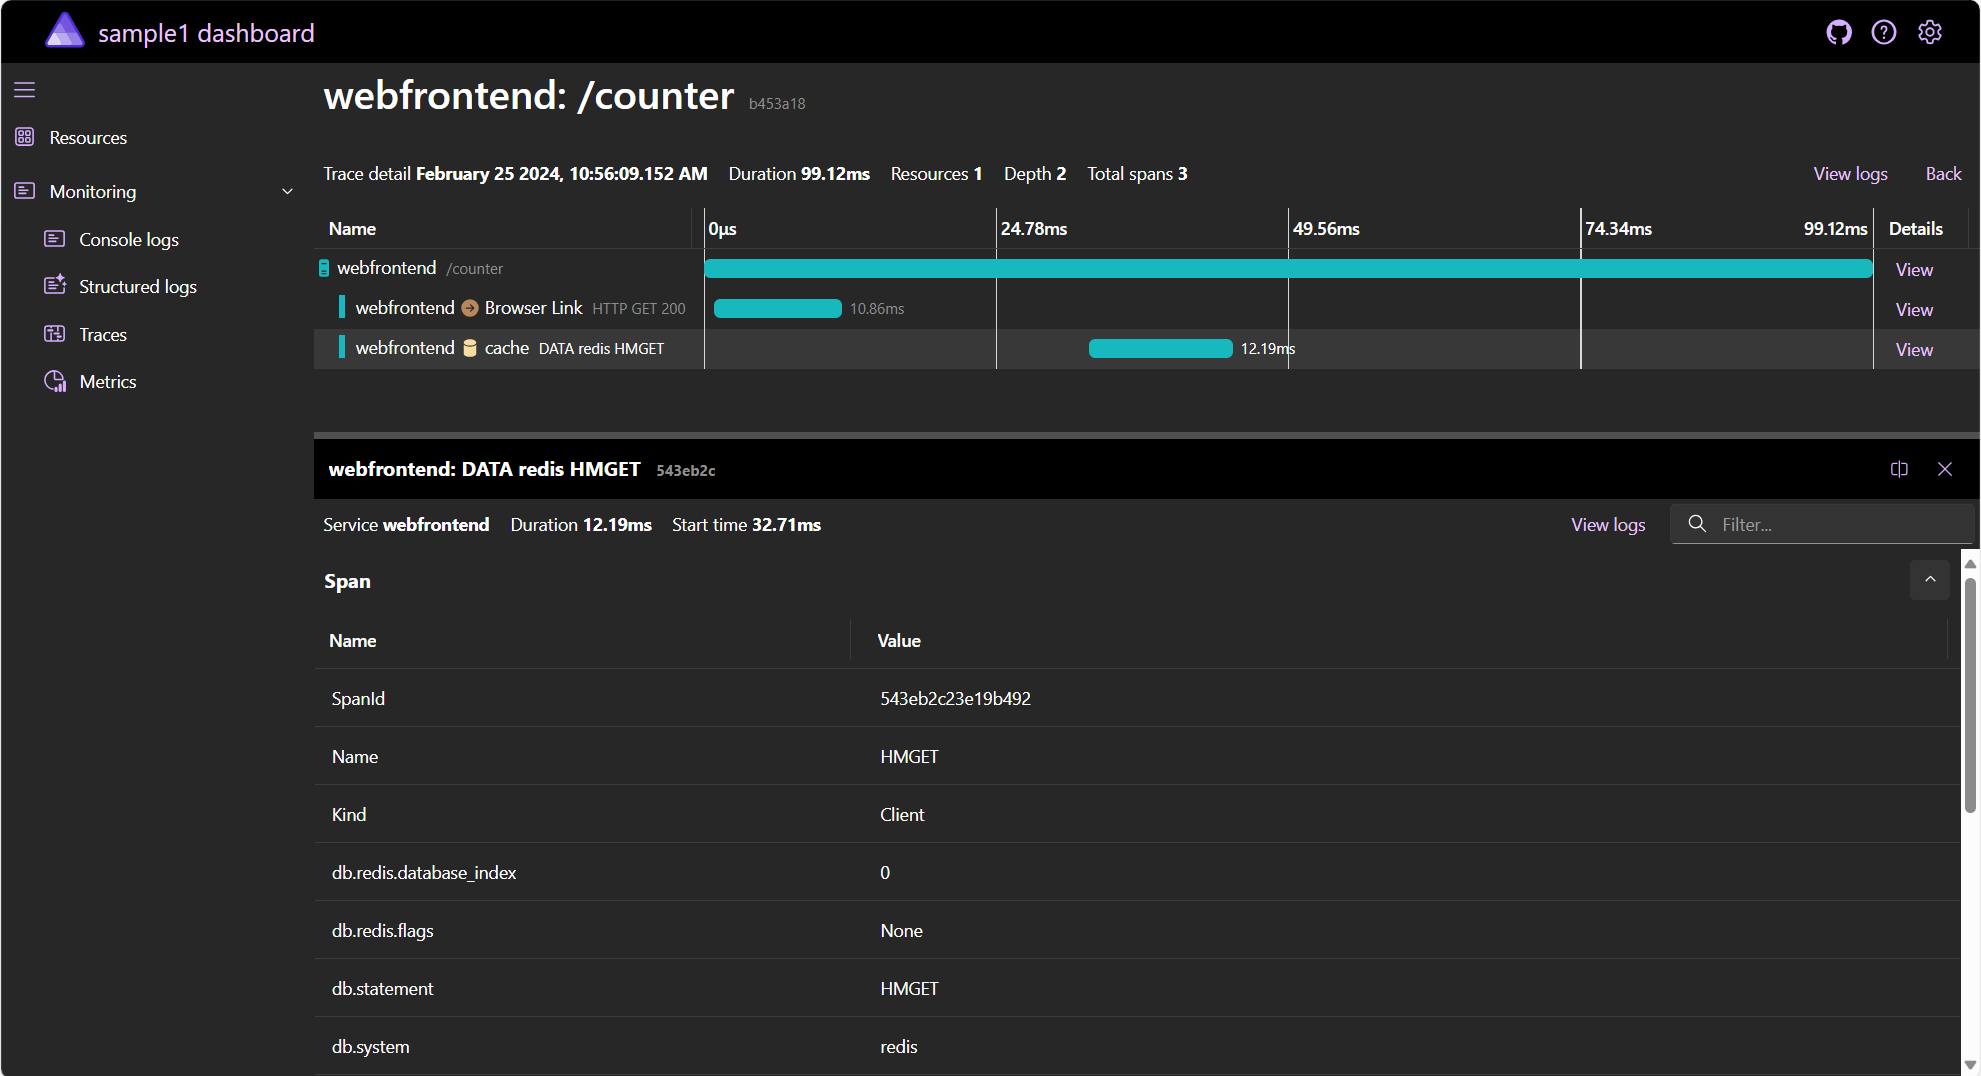 sample1 dashboard
webfrontend: /counter b453a18
Resources
Monitoring
Console logs
Structured logs
Traces
Metrics
Trace detail February 25 2024, 10:56:09.152 AM Duration 99.12ms Resources 1 Depth 2 Total spans 3 View logs Back
Name 0μs 24.78ms 49.56ms 74.34ms 99.12ms Details
webfrontend /counter View
webfrontend Browser Link HTTP GET 200 10.86ms View
webfrontend cache DATA redis HMGET 12.19ms View
webfrontend: DATA redis HMGET 543eb2c
Service webfrontend Duration 12.19ms Start time 32.71ms View logs Filter...
Span
Name Value
SpanId 543eb2c23e19b492
Name HMGET
Kind Client
db.redis.database_index 0
db.redis.flags None
db.statement HMGET
db.system redis